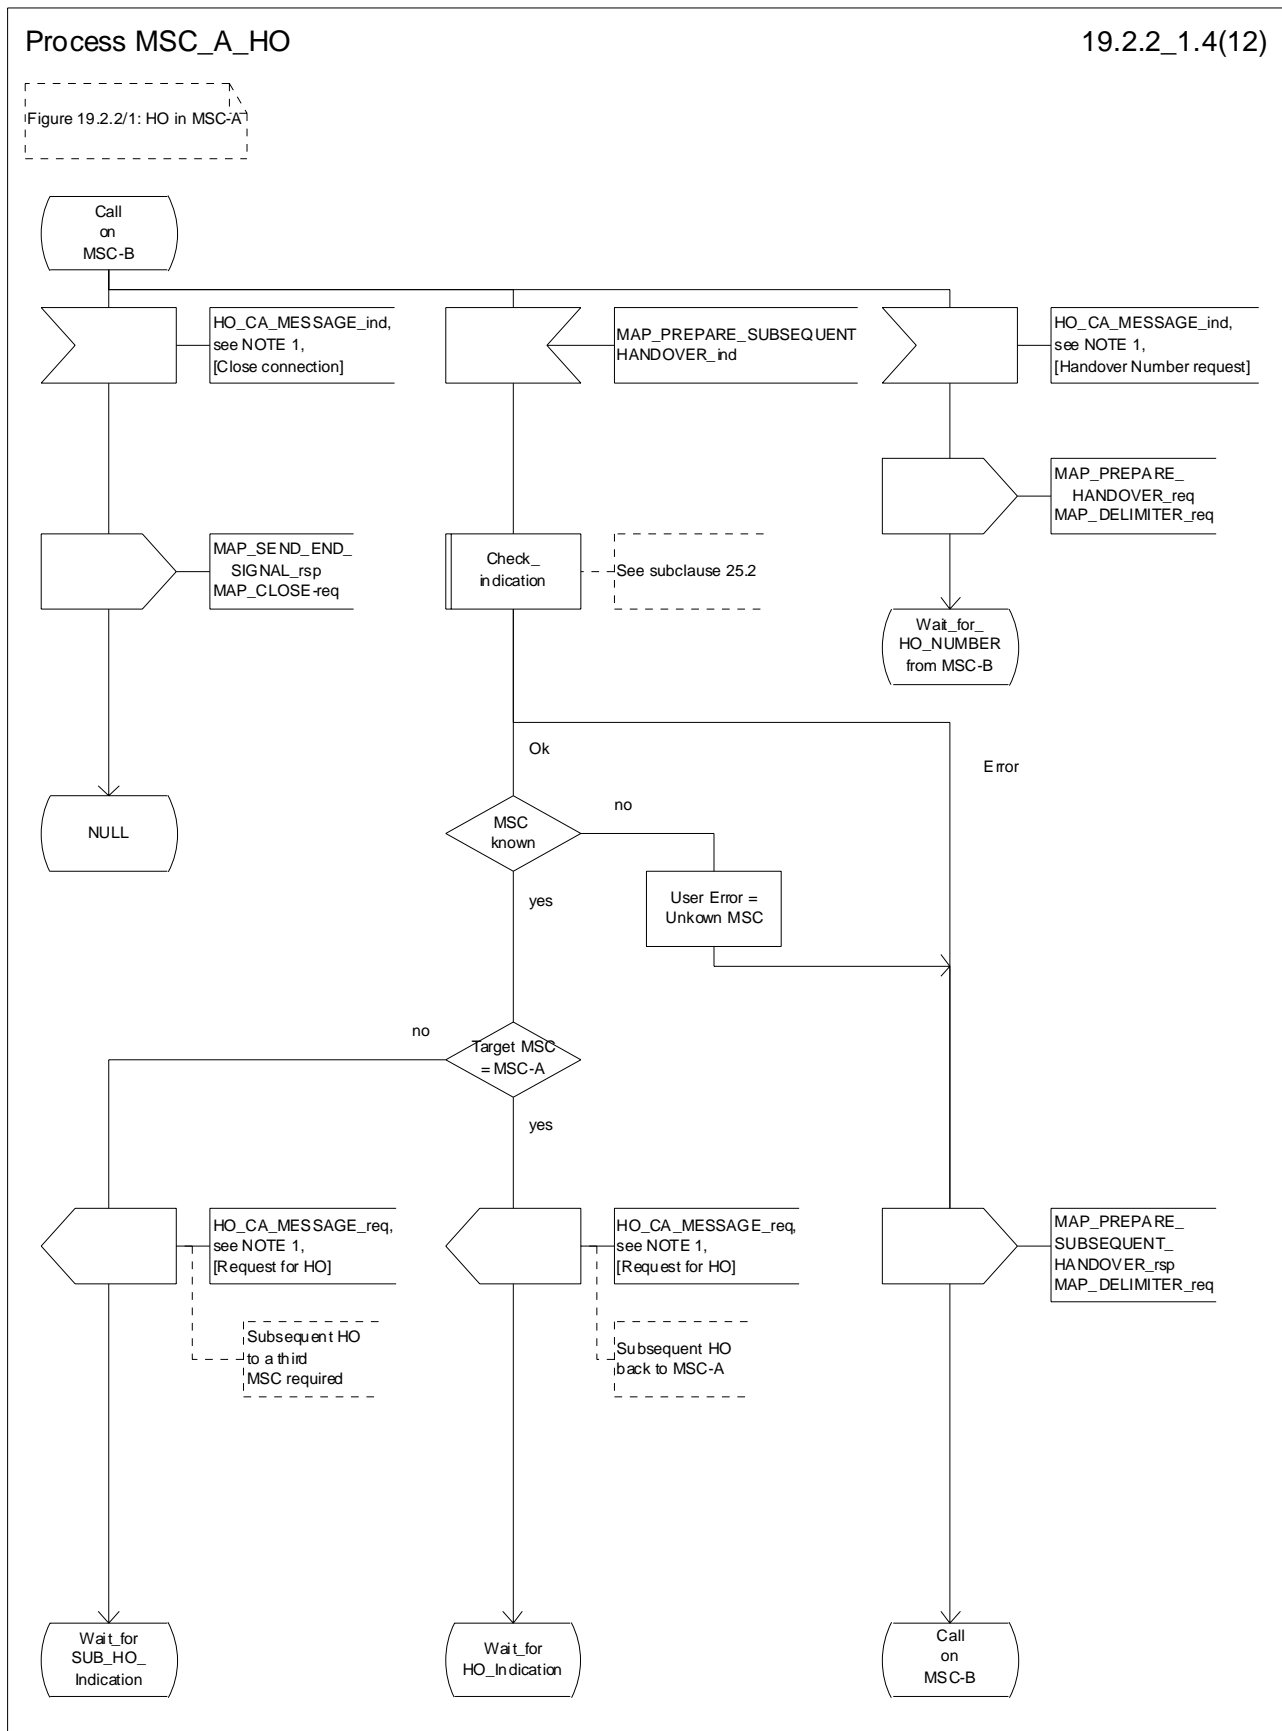 Process MSC_A_HO
19.2.2_1.4(12)
Figure 19.2.2/1: HO in MSC-A
Call
on
MSC-B
HO_CA_MESSAGE_ind,
see NOTE 1,
[Close connection]
MAP_PREPARE_SUBSEQUENT
HANDOVER_ind
HO_CA_MESSAGE_ind,
see NOTE 1,
[Handover Number request]
MAP_PREPARE_
HANDOVER_req
MAP_DELIMITER_req
MAP_SEND_END_
SIGNAL_rsp
MAP_CLOSE-req
Check_
indication
See subclause 25.2
Wait_for_
HO_NUMBER
from MSC-B
Ok
Error
NULL
MSC
known
no
yes
User Error =
Unkown MSC
no
Target MSC
= MSC-A
yes
HO_CA_MESSAGE_req,
see NOTE 1,
[Request for HO]
HO_CA_MESSAGE_req,
see NOTE 1,
[Request for HO]
MAP_PREPARE_
SUBSEQUENT_
HANDOVER_rsp
MAP_DELIMITER_req
Subsequent HO
to a third
MSC required
Subsequent HO
back to MSC-A
Wait_for
SUB_HO_
Indication
Wait_for
HO_Indication
Call
on
MSC-B